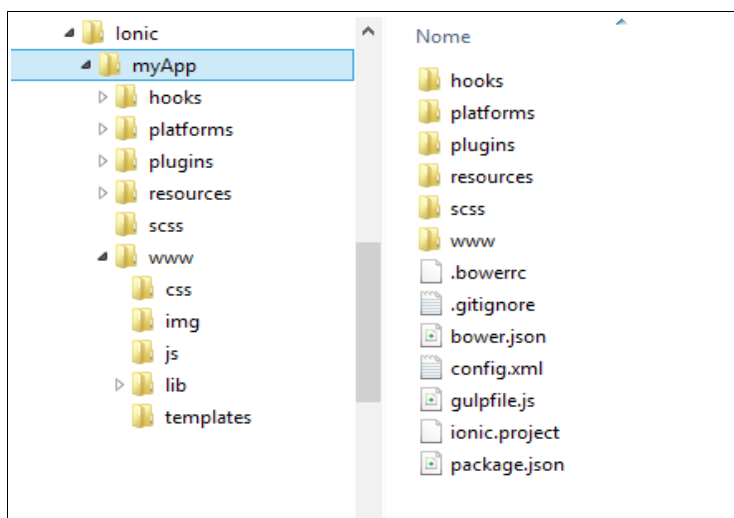 Ionic
myApp
hooks
platforms
plugins
resources
scss
www
css
img
js
lib
templates
Nome
hooks
platforms
plugins
resources
scss
www
.bowerrc
.gitignore
bower.json
config.xml
gulpfile.js
ionic.project
package.json